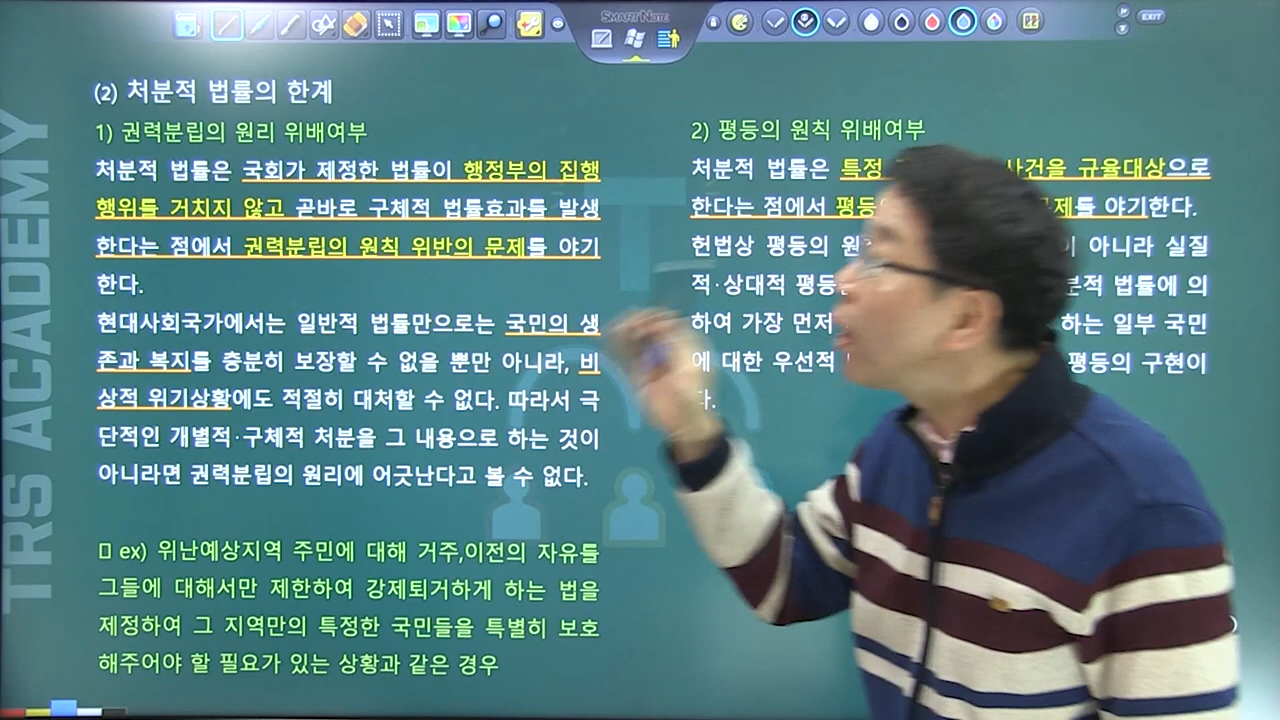 SMART NOTE
EXIT
TRS ACADEMY
(2) 처분적 법률의 한계
1) 권력분립의 원리 위배여부
처분적 법률은 국회가 제정한 법률이 행정부의 집행
행위를 거치지 않고 곧바로 구체적 법률효과를 발생
한다는 점에서 권력분립의 원칙 위반의 문제를 야기
한다.
현대사회국가에서는 일반적 법률만으로는 국민의 생
존과 복지를 충분히 보장할 수 없을 뿐만 아니라, 비
상적 위기상황에도 적절히 대처할 수 없다. 따라서 극
단적인 개별적·구체적 처분을 그 내용으로 하는 것이
아니라면 권력분립의 원리에 어긋난다고 볼 수 없다.
ex) 위난예상지역 주민에 대해 거주,이전의 자유를
그들에 대해서만 제한하여 강제퇴거하게 하는 법을
제정하여 그 지역만의 특정한 국민들을 특별히 보호
해주어야 할 필요가 있는 상황과 같은 경우
2) 평등의 원칙 위배여부
처분적 법률은 특정 사건을 규율대상으로
한다는 점에서 야기한다.
헌법상 평등의 아니라 실질
적·상대적 법률에 의
하여 가장 먼저 하는 일부 국민
에 대한 우선적 평등의 구현이
다.